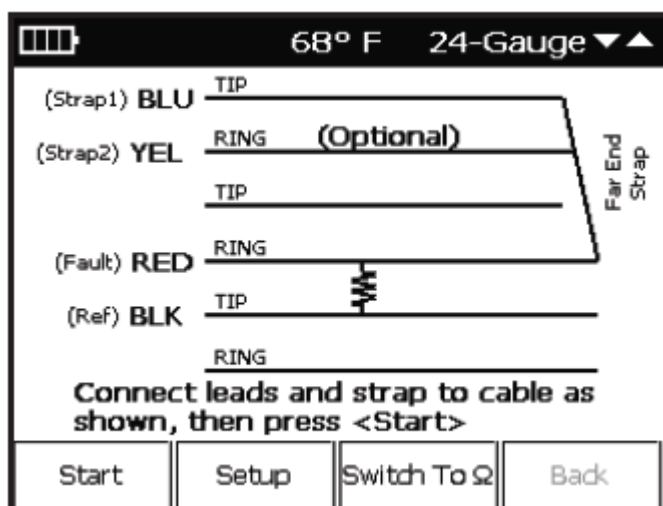 68° F 24-Gauge ▼▲
TIP
(Strap1) BLU
RING (Optional)
(Strap2) YEL
Far End
Strap
TIP
RING
(Fault) RED
TIP
(Ref) BLK
RING
Connect leads and strap to cable as
shown, then press <Start>
Start Setup Switch To Ω Back